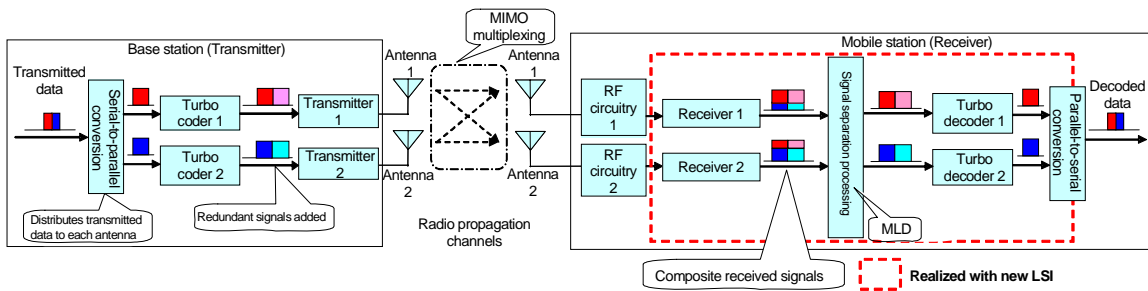 Base station (Transmitter)
Transmitted
data
Serial-to-parallel
conversion
Turbo
coder 1
Turbo
coder 2
Transmitter
1
Transmitter
2
Distributes transmitted
data to each antenna
Redundant signals added
Antenna
1
Antenna
2
MIMO
multiplexing
Radio propagation
channels
Antenna
1
Antenna
2
Mobile station (Receiver)
RF
circuitry
1
RF
circuitry
2
Receiver 1
Receiver 2
Signal separation processing
Turbo
decoder 1
Turbo
decoder 2
Parallel-to-serial
conversion
Decoded
data
MLD
Composite received signals
Realized with new LSI